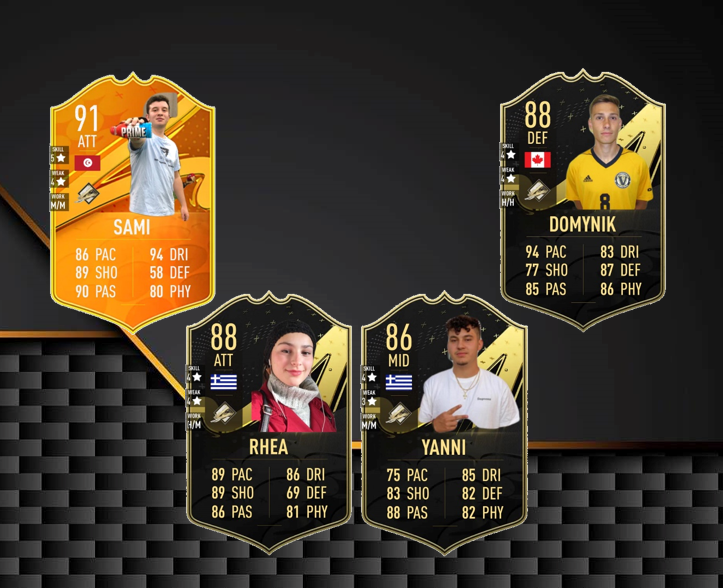 91
ATT
SKILL
5
WEAK
4
WORK
M/M
PRIME
SAMI
86 PAC 94 DRI
89 SHO 58 DEF
90 PAS 80 PHY
88
DEF
SKILL
4
WEAK
4
WORK
H/H
8
DOMYNIK
94 PAC 83 DRI
77 SHO 87 DEF
85 PAS 86 PHY
88
ATT
SKILL
4
WEAK
4
WORK
RHEA
89 PAC 86 DRI
89 SHO 69 DEF
86 PAS 81 PHY
86
MID
SKILL
4
WEAK
3
WORK
M/M
YANNI
75 PAC 85 DRI
83 SHO 82 DEF
88 PAS 82 PHY